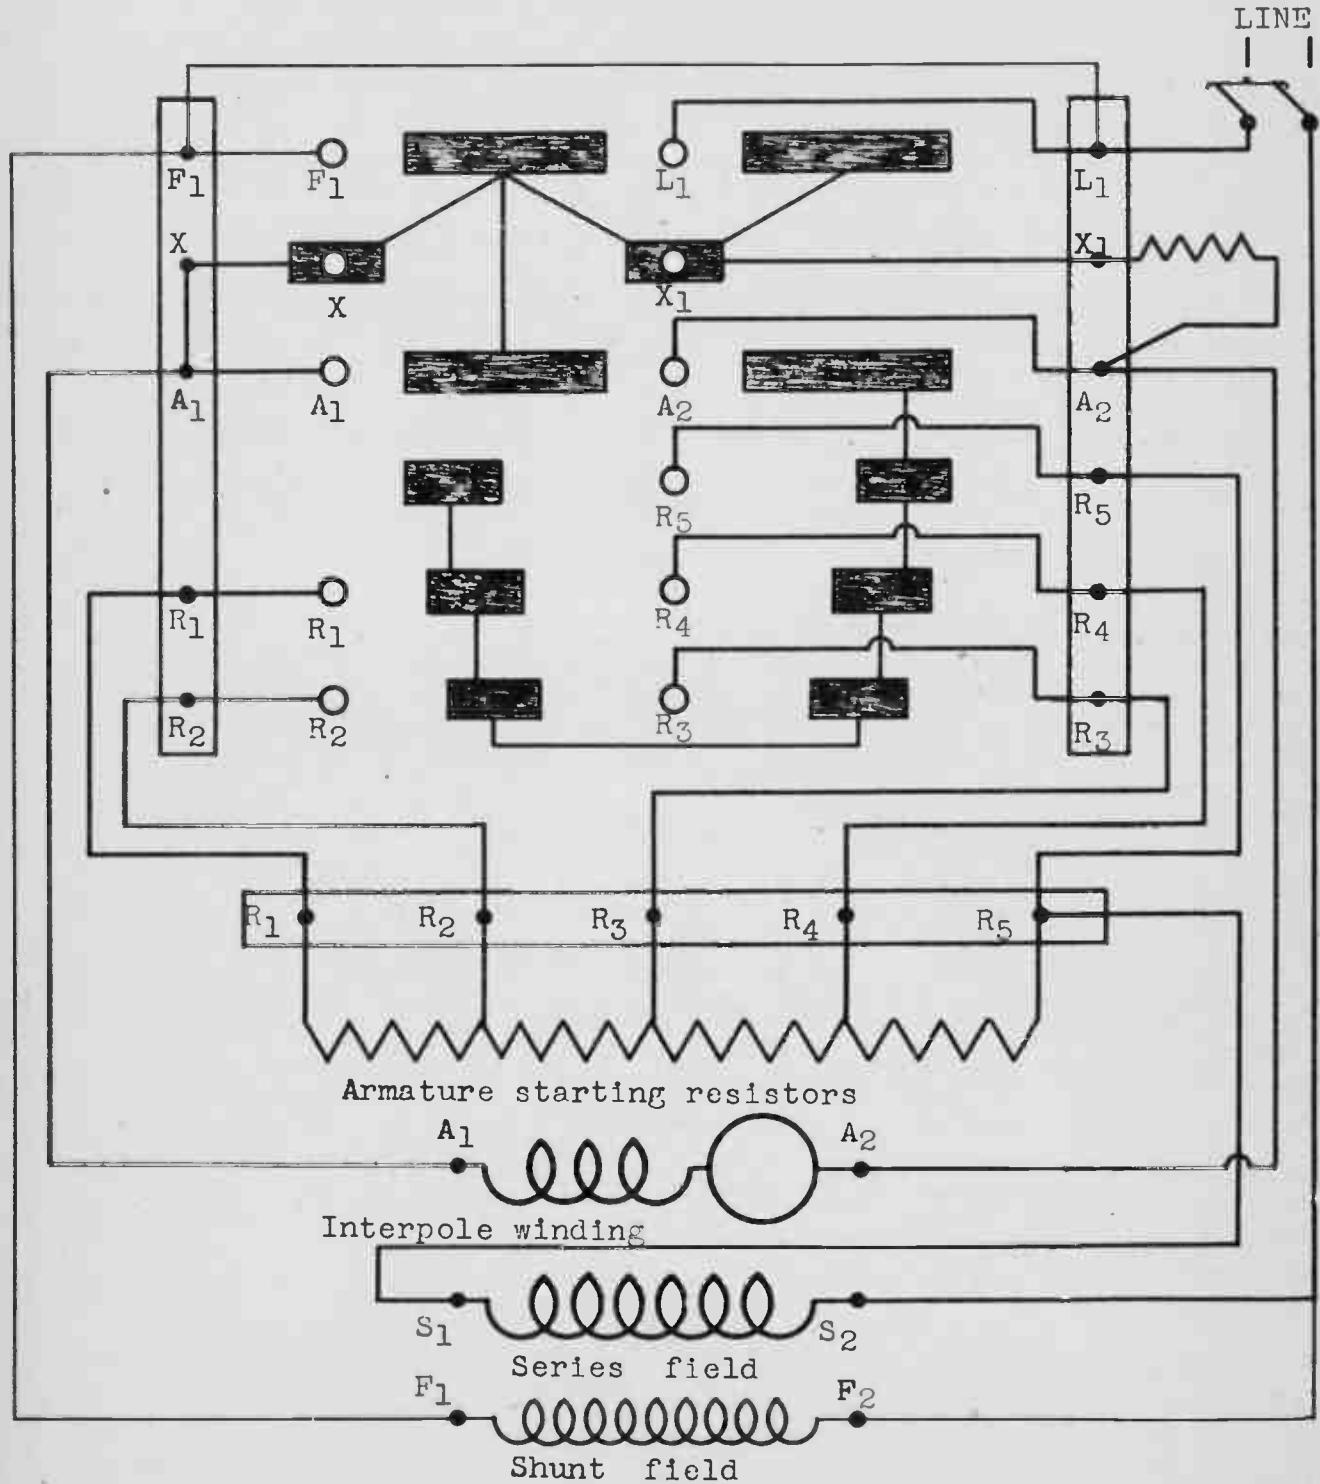 LINE
F1 F1 L1 L1
X X1
X X1
A1 A1 A2 A2
R5 R5
R1 R1 R4 R4
R2 R2 R3 R3
R1 R2 R3 R4 R5
Armature starting resistors
A1 A2
Interpole winding
S1 S2
Series field
F1 F2
Shunt field